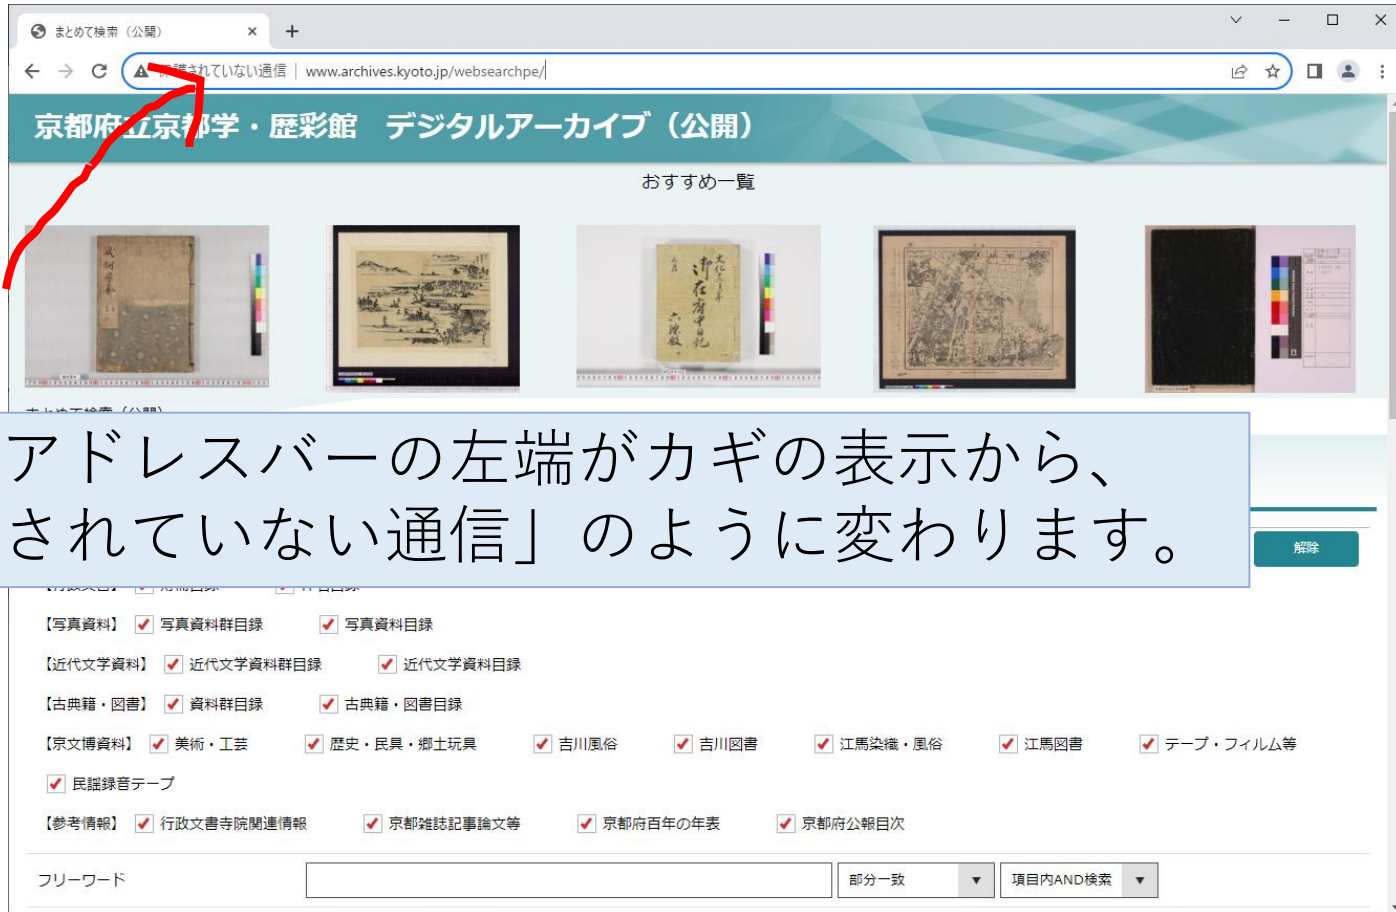 まとめて検索（公開）
保護されていない通信 | www.archives.kyoto.jp/websearchpe/
京都府立京都学・歴彩館　デジタルアーカイブ（公開）
おすすめ一覧
まとめて検索（公開）
アドレスバーの左端がカギの表示から、
されていない通信」のように変わります。
解除
【写真資料】 写真資料群目録 写真資料目録
【近代文学資料】 近代文学資料群目録 近代文学資料目録
【古典籍・図書】 資料群目録 古典籍・図書目録
【京文博資料】 美術・工芸 歴史・民具・郷土玩具 吉川風俗 吉川図書 江馬染織・風俗 江馬図書 テープ・フィルム等
民謡録音テープ
【参考情報】 行政文書寺院関連情報 京都雑誌記事論文等 京都府百年の年表 京都府公報目次
フリーワード 部分一致 項目内AND検索